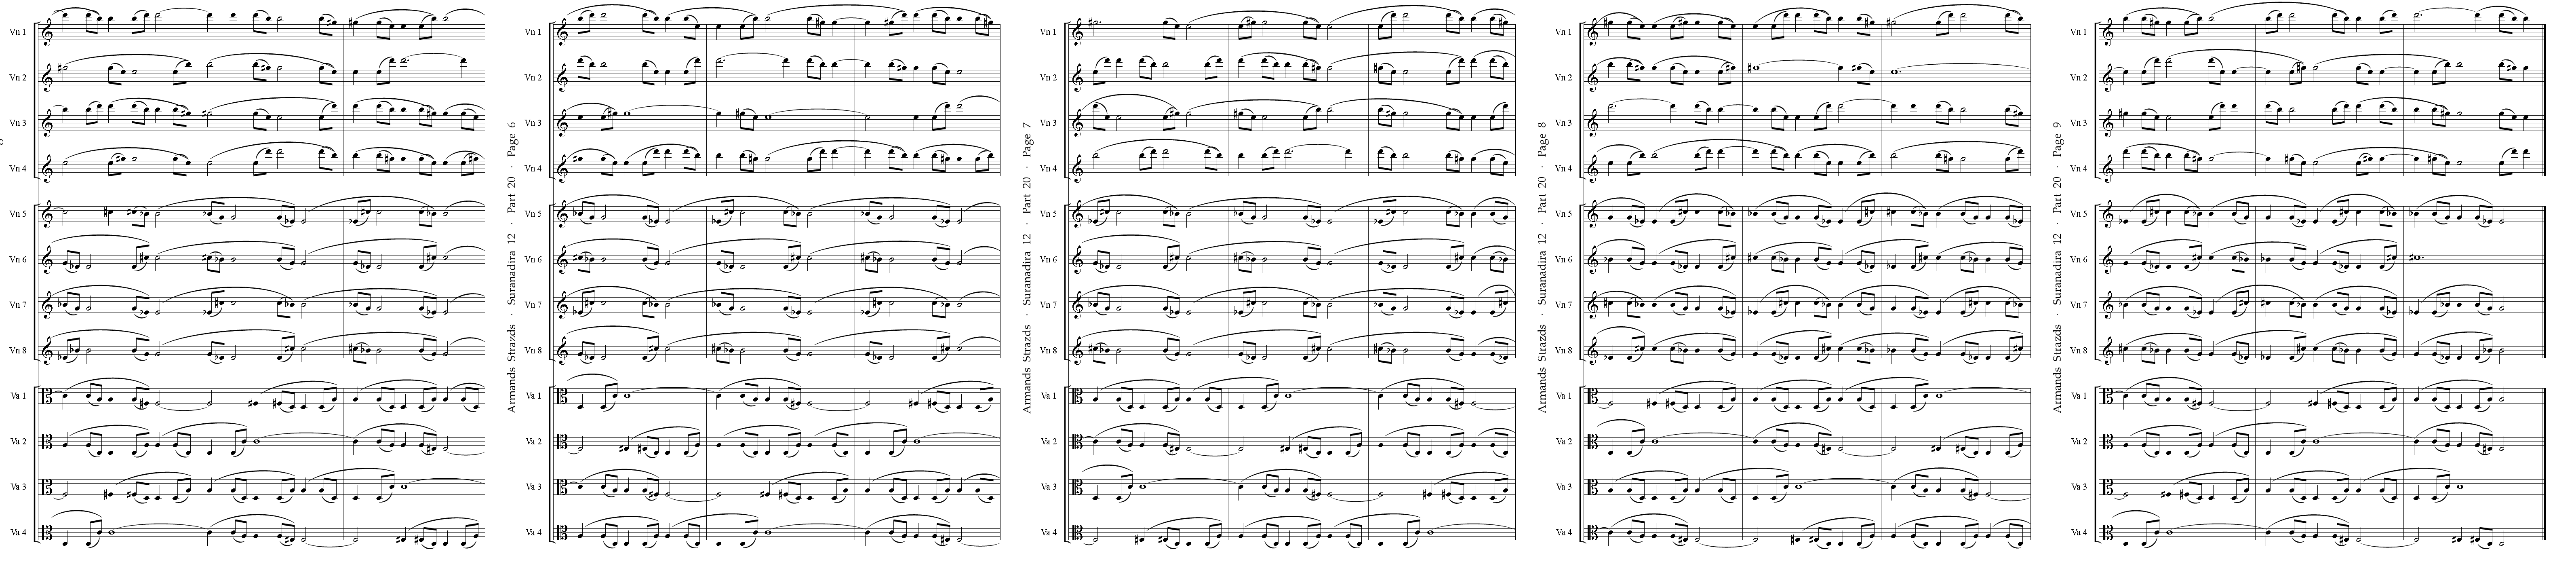 Vn 1
Vn 2
Vn 3
Vn 4
Vn 5
Vn 6
Vn 7
Vn 8
Va 1
Va 2
Va 3
Va 4
Armands Strazds · Suranadira 12 · Part 20 · Page 6
Vn 1
Vn 2
Vn 3
Vn 4
Vn 5
Vn 6
Vn 7
Vn 8
Va 1
Va 2
Va 3
Va 4
Armands Strazds · Suranadira 12 · Part 20 · Page 7
Vn 1
Vn 2
Vn 3
Vn 4
Vn 5
Vn 6
Vn 7
Vn 8
Va 1
Va 2
Va 3
Va 4
Armands Strazds · Suranadira 12 · Part 20 · Page 8
Vn 1
Vn 2
Vn 3
Vn 4
Vn 5
Vn 6
Vn 7
Vn 8
Va 1
Va 2
Va 3
Va 4
Armands Strazds · Suranadira 12 · Part 20 · Page 9
Vn 1
Vn 2
Vn 3
Vn 4
Vn 5
Vn 6
Vn 7
Vn 8
Va 1
Va 2
Va 3
Va 4